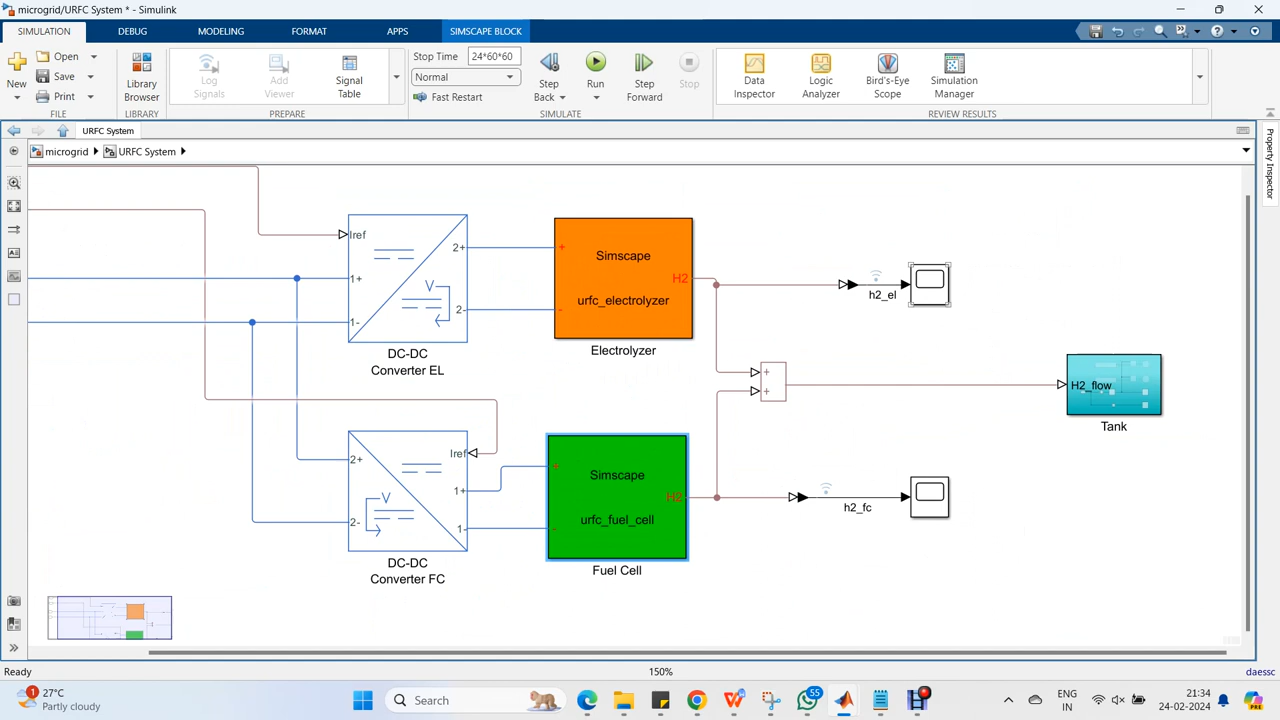 microgrid/URFC System * - Simulink
SIMULATION DEBUG MODELING FORMAT APPS SIMSCAPE BLOCK
New
Open
Save
Print
FILE
Library
Browser
LIBRARY
Log
Signals
Add
Viewer
Signal
Table
PREPARE
Stop Time 24*60*60
Normal
Fast Restart
Step
Back
Run
Step
Forward
Stop
SIMULATE
Data
Inspector
Logic
Analyzer
Bird's-Eye
Scope
Simulation
Manager
REVIEW RESULTS
URFC System
microgrid URFC System
Property Inspector
Iref
1+
1-
2+
2-
V
DC-DC
Converter EL
+
-
Simscape
urfc_electrolyzer
H2
Electrolyzer
h2_el
+
+
H2_flow
Tank
2+
2-
Iref
1+
1-
V
DC-DC
Converter FC
+
-
Simscape
urfc_fuel_cell
H2
Fuel Cell
h2_fc
Ready 150% daessc
1
27°C
Partly cloudy
Search
55
ENG
IN
21:34
24-02-2024
PRE